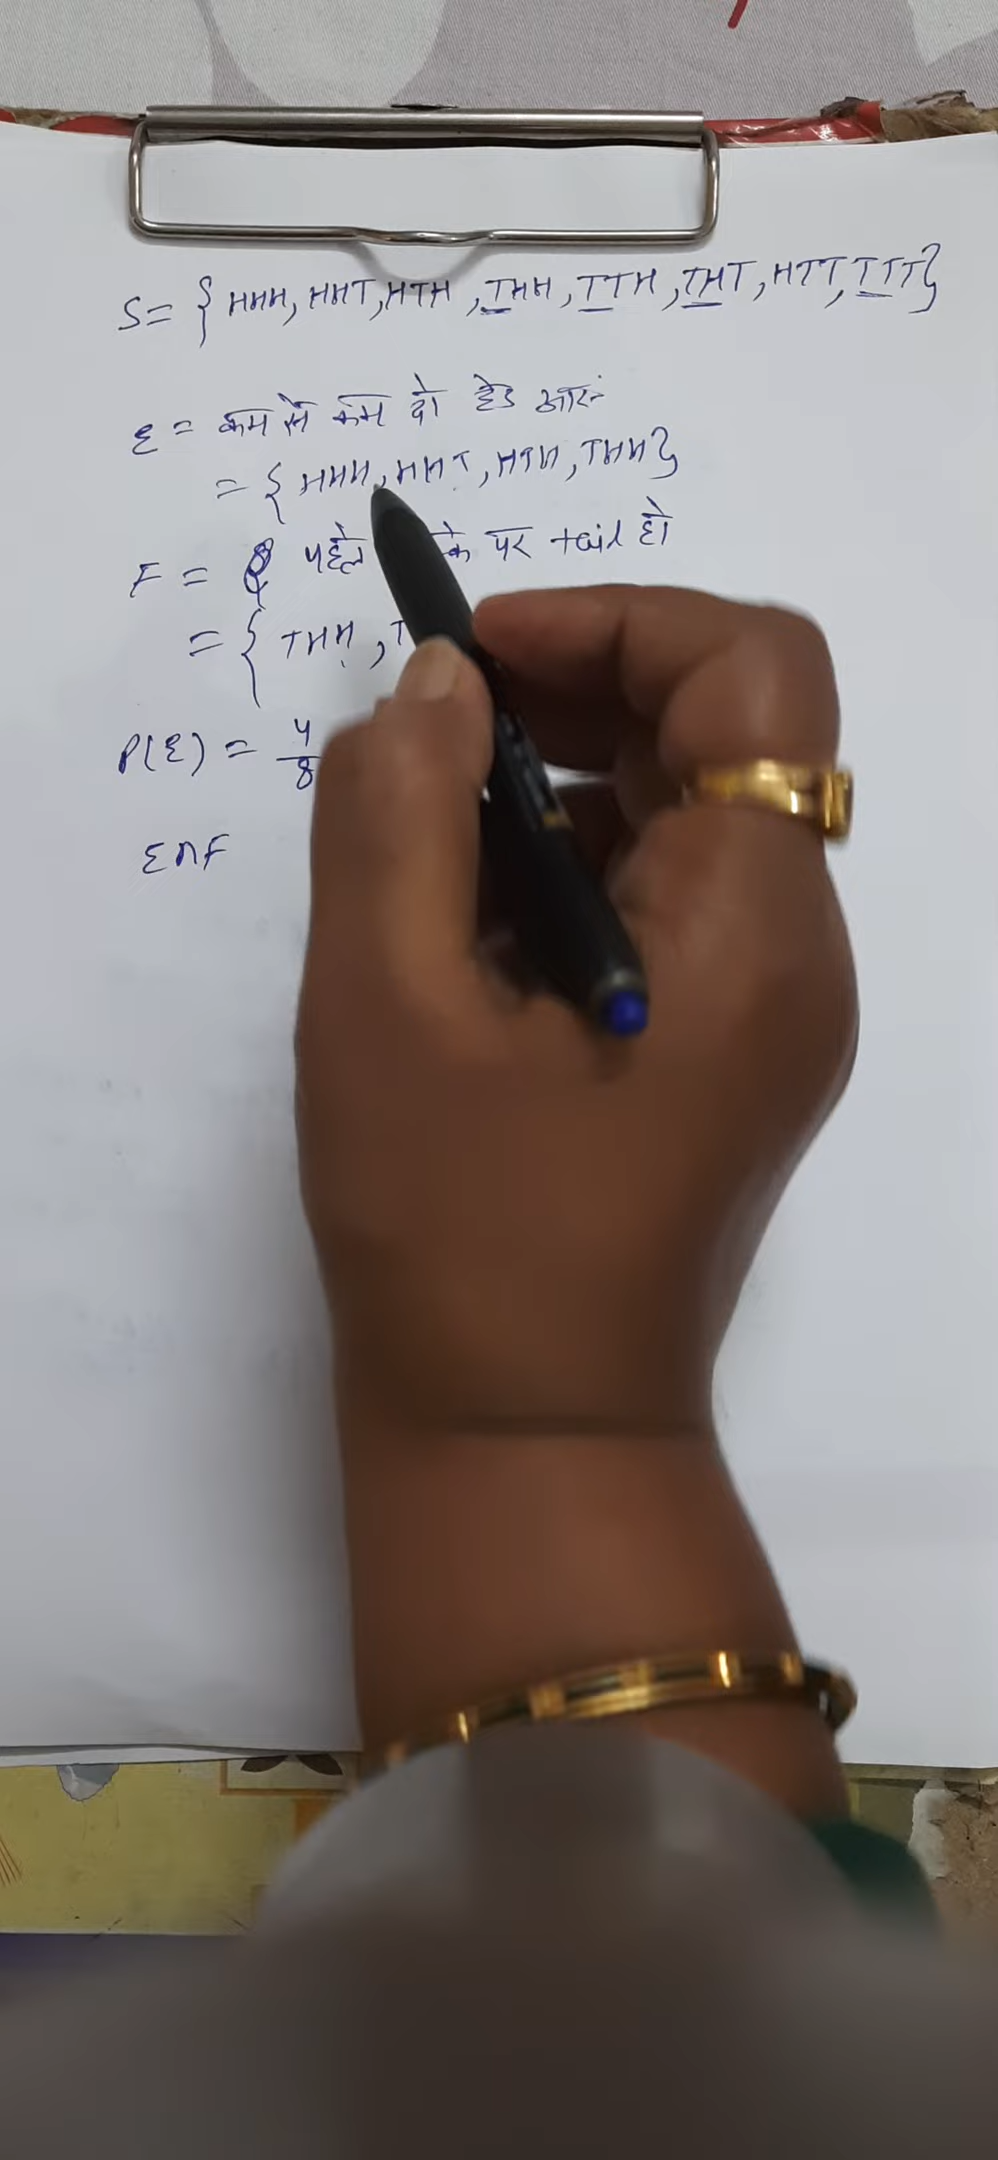 S = { HHH, HHT, HTH, THH, TTH, THT, HTT, TTT}
E = कम से कम दो हेड आएं
= { HHH, HHT, HTH, THH}
F = पहले के पर tail हो
= { THH, T
P(E) = 4/8
E∩F